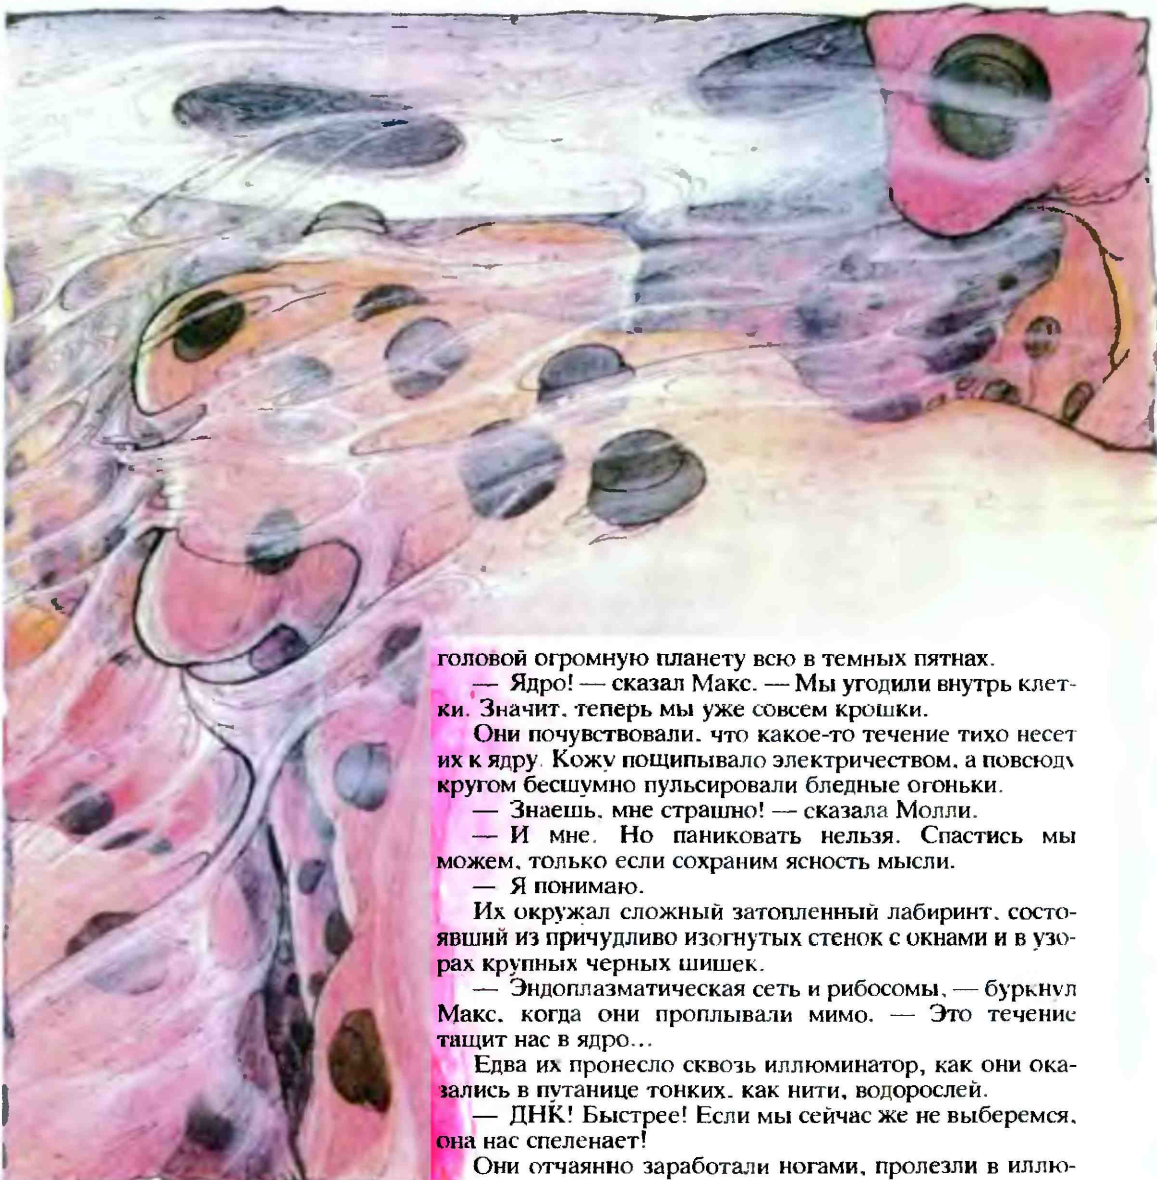 головой огромную планету всю в темных пятнах.
— Ядро! — сказал Макс. — Мы угодили внутрь клет-
ки. Значит, теперь мы уже совсем крошки.
Они почувствовали, что какое-то течение тихо несет
их к ядру. Кожу пощипывало электричеством, а повсюду
кругом бесшумно пульсировали бледные огоньки.
— Знаешь, мне страшно! — сказала Молли.
— И мне. Но паниковать нельзя. Спастись мы
можем, только если сохраним ясность мысли.
— Я понимаю.
Их окружал сложный затопленный лабиринт, состо-
явший из причудливо изогнутых стенок с окнами и в узо-
рах крупных черных шишек.
— Эндоплазматическая сеть и рибосомы, — буркнул
Макс, когда они проплывали мимо. — Это течение
тащит нас в ядро...
Едва их пронесло сквозь иллюминатор, как они ока-
зались в путанице тонких, как нити, водорослей.
— ДНК! Быстрее! Если мы сейчас же не выберемся,
она нас спеленает!
Они отчаянно заработали ногами, пролезли в иллю-